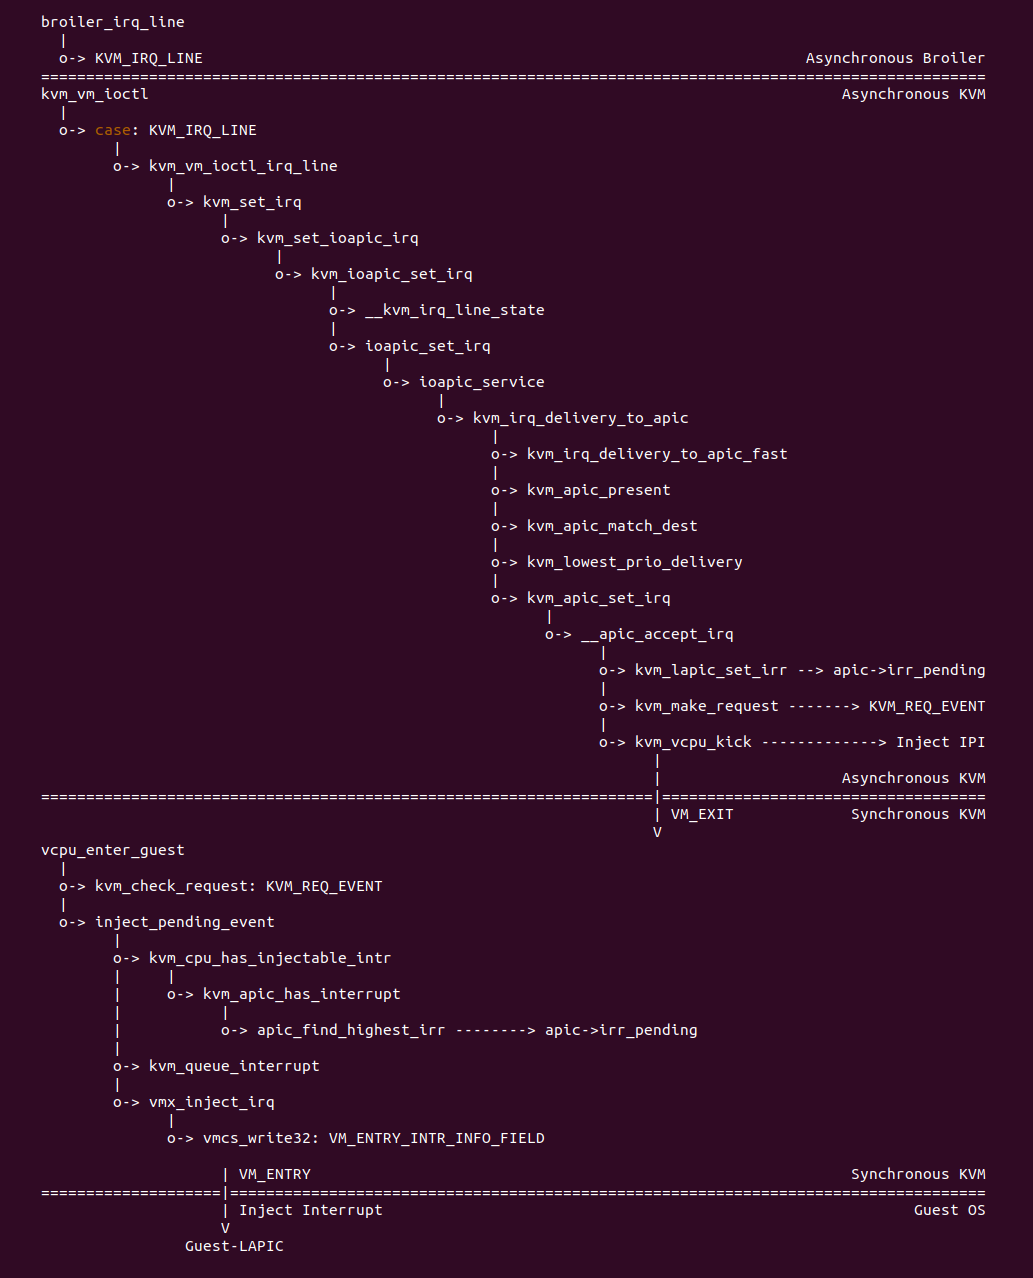 broiler_irq_line
  |
  o-> KVM_IRQ_LINE                                                                   Asynchronous Broiler
=========================================================================================================
kvm_vm_ioctl                                                                             Asynchronous KVM
  |
  o-> case: KVM_IRQ_LINE
        |
        o-> kvm_vm_ioctl_irq_line
              |
              o-> kvm_set_irq
                    |
                    o-> kvm_set_ioapic_irq
                          |
                          o-> kvm_ioapic_set_irq
                                |
                                o-> __kvm_irq_line_state
                                |
                                o-> ioapic_set_irq
                                      |
                                      o-> ioapic_service
                                            |
                                            o-> kvm_irq_delivery_to_apic
                                                  |
                                                  o-> kvm_irq_delivery_to_apic_fast
                                                  |
                                                  o-> kvm_apic_present
                                                  |
                                                  o-> kvm_apic_match_dest
                                                  |
                                                  o-> kvm_lowest_prio_delivery
                                                  |
                                                  o-> kvm_apic_set_irq
                                                        |
                                                        o-> __apic_accept_irq
                                                              |
                                                              o-> kvm_lapic_set_irr --> apic->irr_pending
                                                              |
                                                              o-> kvm_make_request -------> KVM_REQ_EVENT
                                                              |
                                                              o-> kvm_vcpu_kick -------------> Inject IPI
                                                                    |
                                                                    |                    Asynchronous KVM
====================================================================|====================================
                                                                    | VM_EXIT             Synchronous KVM
                                                                    V
vcpu_enter_guest
  |
  o-> kvm_check_request: KVM_REQ_EVENT
  |
  o-> inject_pending_event
        |
        o-> kvm_cpu_has_injectable_intr
        |     |
        |     o-> kvm_apic_has_interrupt
        |           |
        |           o-> apic_find_highest_irr --------> apic->irr_pending
        |
        o-> kvm_queue_interrupt
        |
        o-> vmx_inject_irq
              |
              o-> vmcs_write32: VM_ENTRY_INTR_INFO_FIELD
                    | VM_ENTRY                                                            Synchronous KVM
====================|====================================================================================
                    | Inject Interrupt                                                           Guest OS
                    V
                Guest-LAPIC